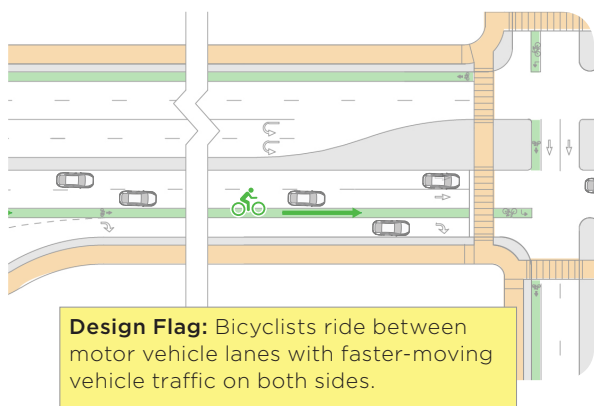 Design Flag: Bicyclists ride between
motor vehicle lanes with faster-moving
vehicle traffic on both sides.